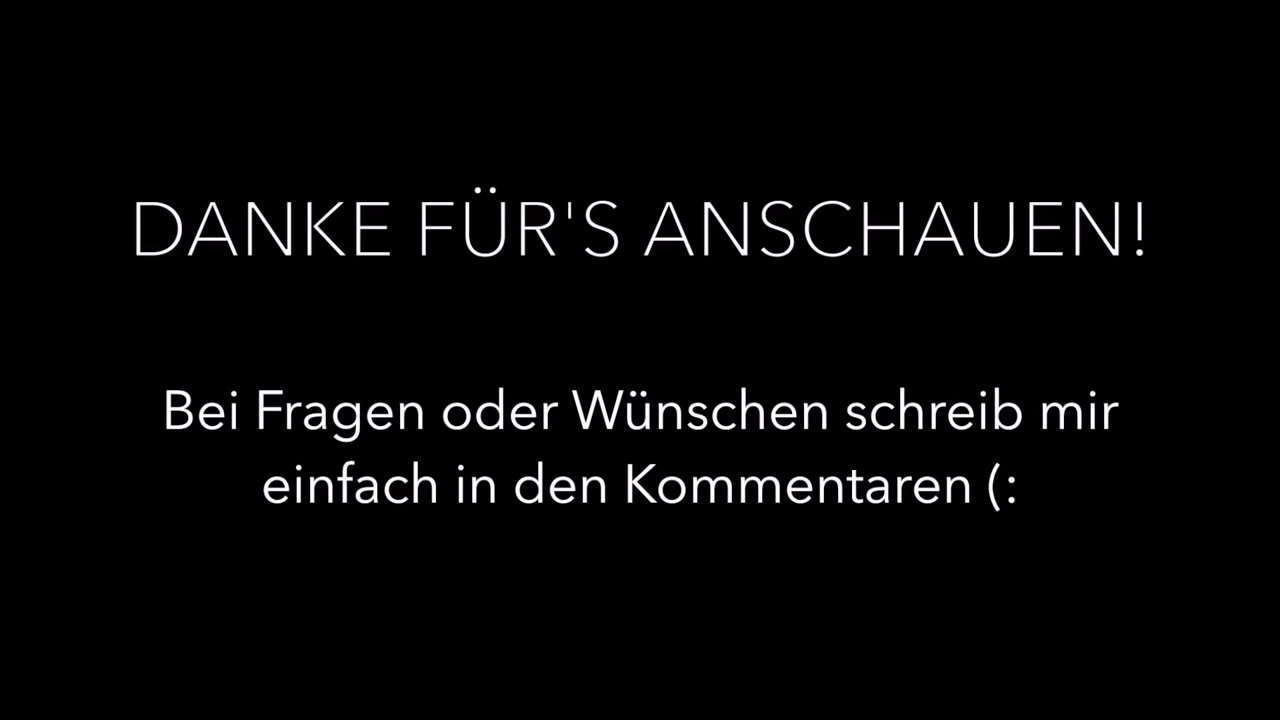 DANKE FÜR'S ANSCHAUEN!
Bei Fragen oder Wünschen schreib mir
einfach in den Kommentaren (: